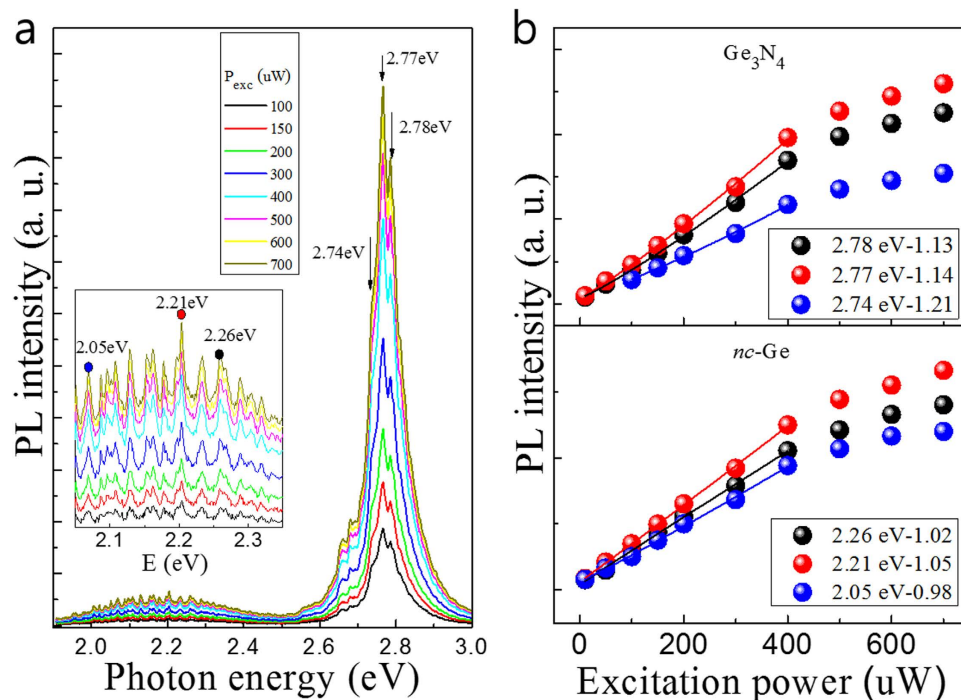 a
P_exc (uW)
100
150
200
300
400
500
600
700
2.77eV
2.78eV
2.74eV
2.21eV
2.05eV
2.26eV
2.1
2.2
2.3
E (eV)
PL intensity (a. u.)
2.0
2.2
2.4
2.6
2.8
3.0
Photon energy (eV)
b
Ge₃N₄
2.78 eV-1.13
2.77 eV-1.14
2.74 eV-1.21
PL intensity (a. u.)
nc-Ge
2.26 eV-1.02
2.21 eV-1.05
2.05 eV-0.98
0
200
400
600
Excitation power (uW)